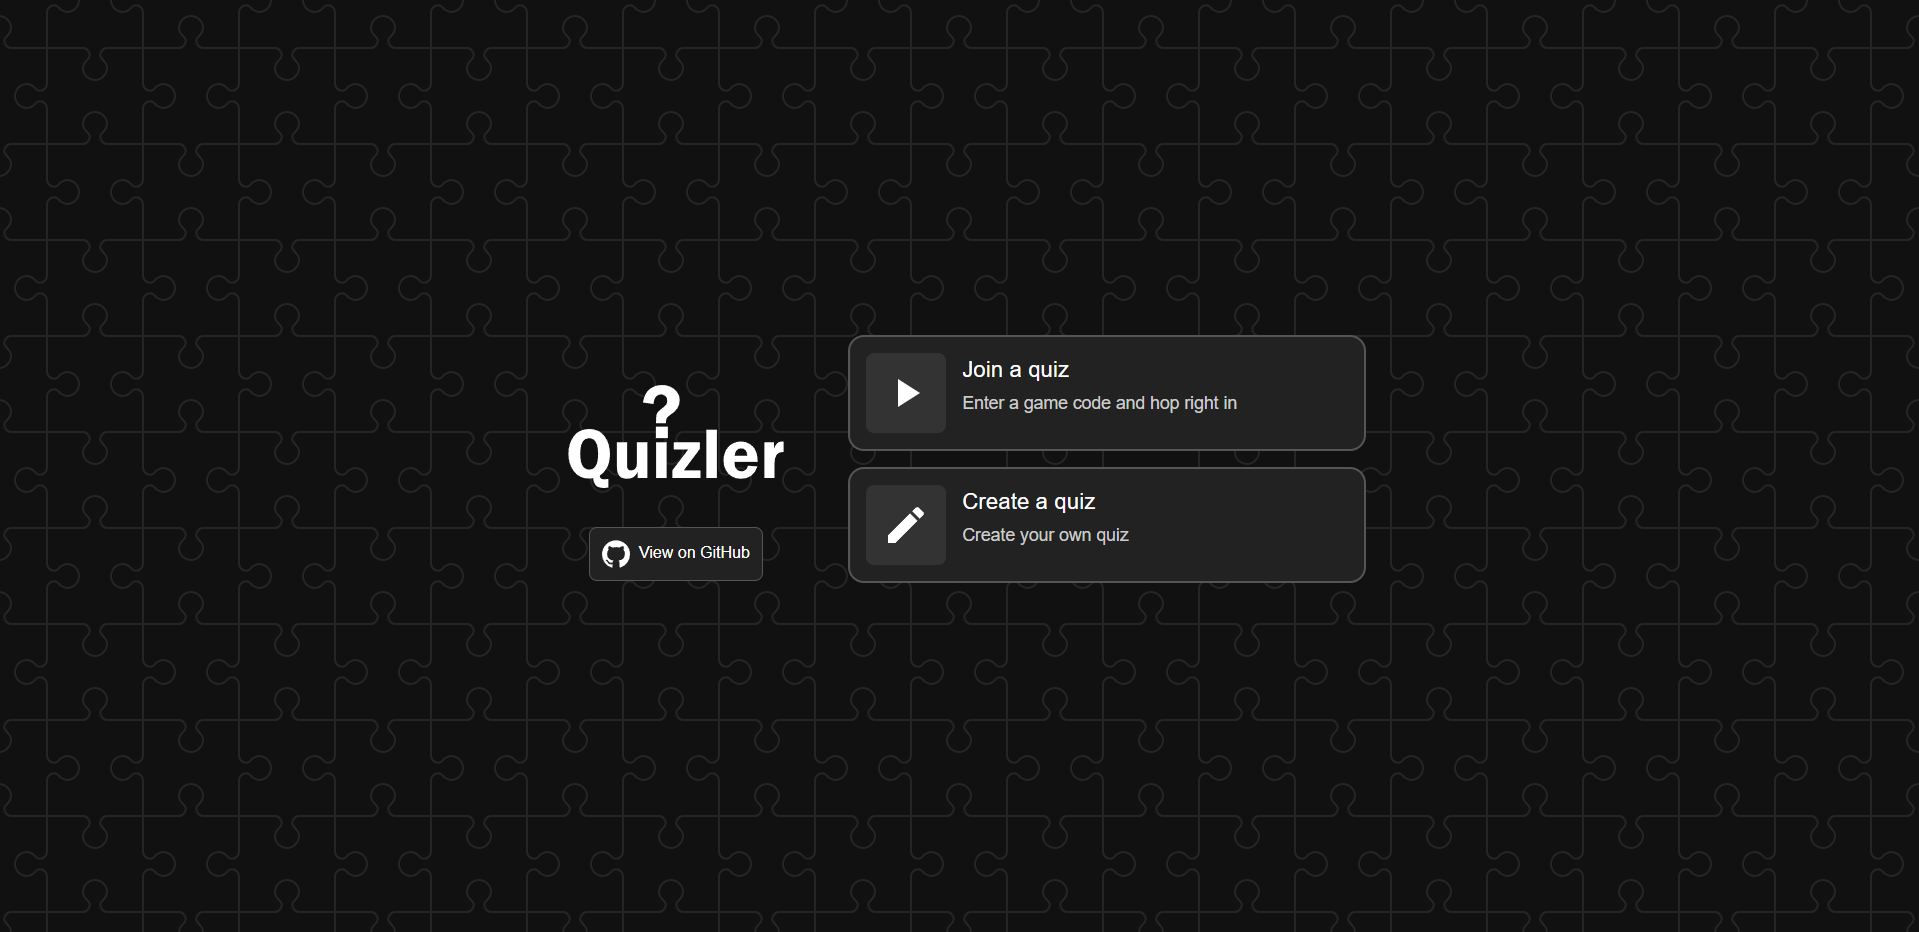 ?
Quizler
View on GitHub
Join a quiz
Enter a game code and hop right in
Create a quiz
Create your own quiz